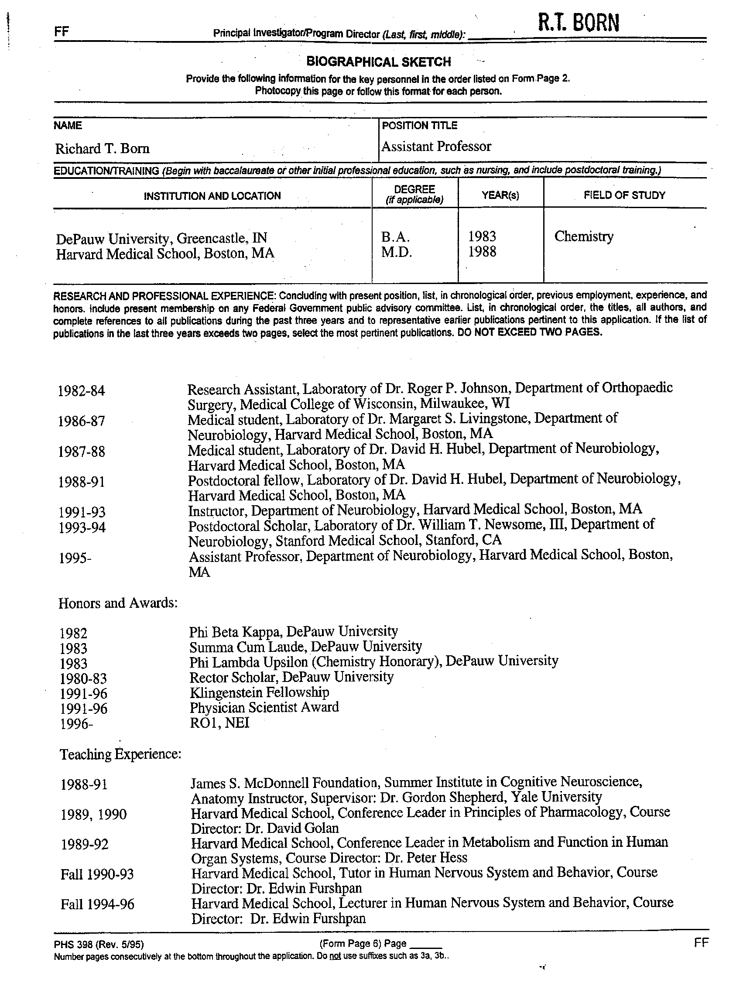 FF
Principal Investigator/Program Director (Last, first, middle):
R.T. BORN
BIOGRAPHICAL SKETCH
Provide the following information for the key personnel in the order listed on Form Page 2.
Photocopy this page or follow this format for each person.
NAME
POSITION TITLE
Richard T. Born
Assistant Professor
EDUCATION/TRAINING (Begin with baccalaureate or other initial professional education, such as nursing, and include postdoctoral training.)
INSTITUTION AND LOCATION
DEGREE
(if applicable)
YEAR(s)
FIELD OF STUDY
DePauw University, Greencastle, IN B.A. 1983 Chemistry
Harvard Medical School, Boston, MA M.D. 1988
RESEARCH AND PROFESSIONAL EXPERIENCE: Concluding with present position, list, in chronological order, previous employment, experience, and
honors. Include present membership on any Federal Government public advisory committee. List, in chronological order, the titles, all authors, and
complete references to all publications during the past three years and to representative earlier publications pertinent to this application. If the list of
publications in the last three years exceeds two pages, select the most pertinent publications. DO NOT EXCEED TWO PAGES.
1982-84 Research Assistant, Laboratory of Dr. Roger P. Johnson, Department of Orthopaedic
Surgery, Medical College of Wisconsin, Milwaukee, WI
1986-87 Medical student, Laboratory of Dr. Margaret S. Livingstone, Department of
Neurobiology, Harvard Medical School, Boston, MA
1987-88 Medical student, Laboratory of Dr. David H. Hubel, Department of Neurobiology,
Harvard Medical School, Boston, MA
1988-91 Postdoctoral fellow, Laboratory of Dr. David H. Hubel, Department of Neurobiology,
Harvard Medical School, Boston, MA
1991-93 Instructor, Department of Neurobiology, Harvard Medical School, Boston, MA
1993-94 Postdoctoral Scholar, Laboratory of Dr. William T. Newsome, III, Department of
Neurobiology, Stanford Medical School, Stanford, CA
1995- Assistant Professor, Department of Neurobiology, Harvard Medical School, Boston,
MA
Honors and Awards:
1982 Phi Beta Kappa, DePauw University
1983 Summa Cum Laude, DePauw University
1983 Phi Lambda Upsilon (Chemistry Honorary), DePauw University
1980-83 Rector Scholar, DePauw University
1991-96 Klingenstein Fellowship
1991-96 Physician Scientist Award
1996- RO1, NEI
Teaching Experience:
1988-91 James S. McDonnell Foundation, Summer Institute in Cognitive Neuroscience,
Anatomy Instructor, Supervisor: Dr. Gordon Shepherd, Yale University
1989, 1990 Harvard Medical School, Conference Leader in Principles of Pharmacology, Course
Director: Dr. David Golan
1989-92 Harvard Medical School, Conference Leader in Metabolism and Function in Human
Organ Systems, Course Director: Dr. Peter Hess
Fall 1990-93 Harvard Medical School, Tutor in Human Nervous System and Behavior, Course
Director: Dr. Edwin Furshpan
Fall 1994-96 Harvard Medical School, Lecturer in Human Nervous System and Behavior, Course
Director: Dr. Edwin Furshpan
PHS 398 (Rev. 5/95) (Form Page 6) Page FF
Number pages consecutively at the bottom throughout the application. Do not use suffixes such as 3a, 3b..